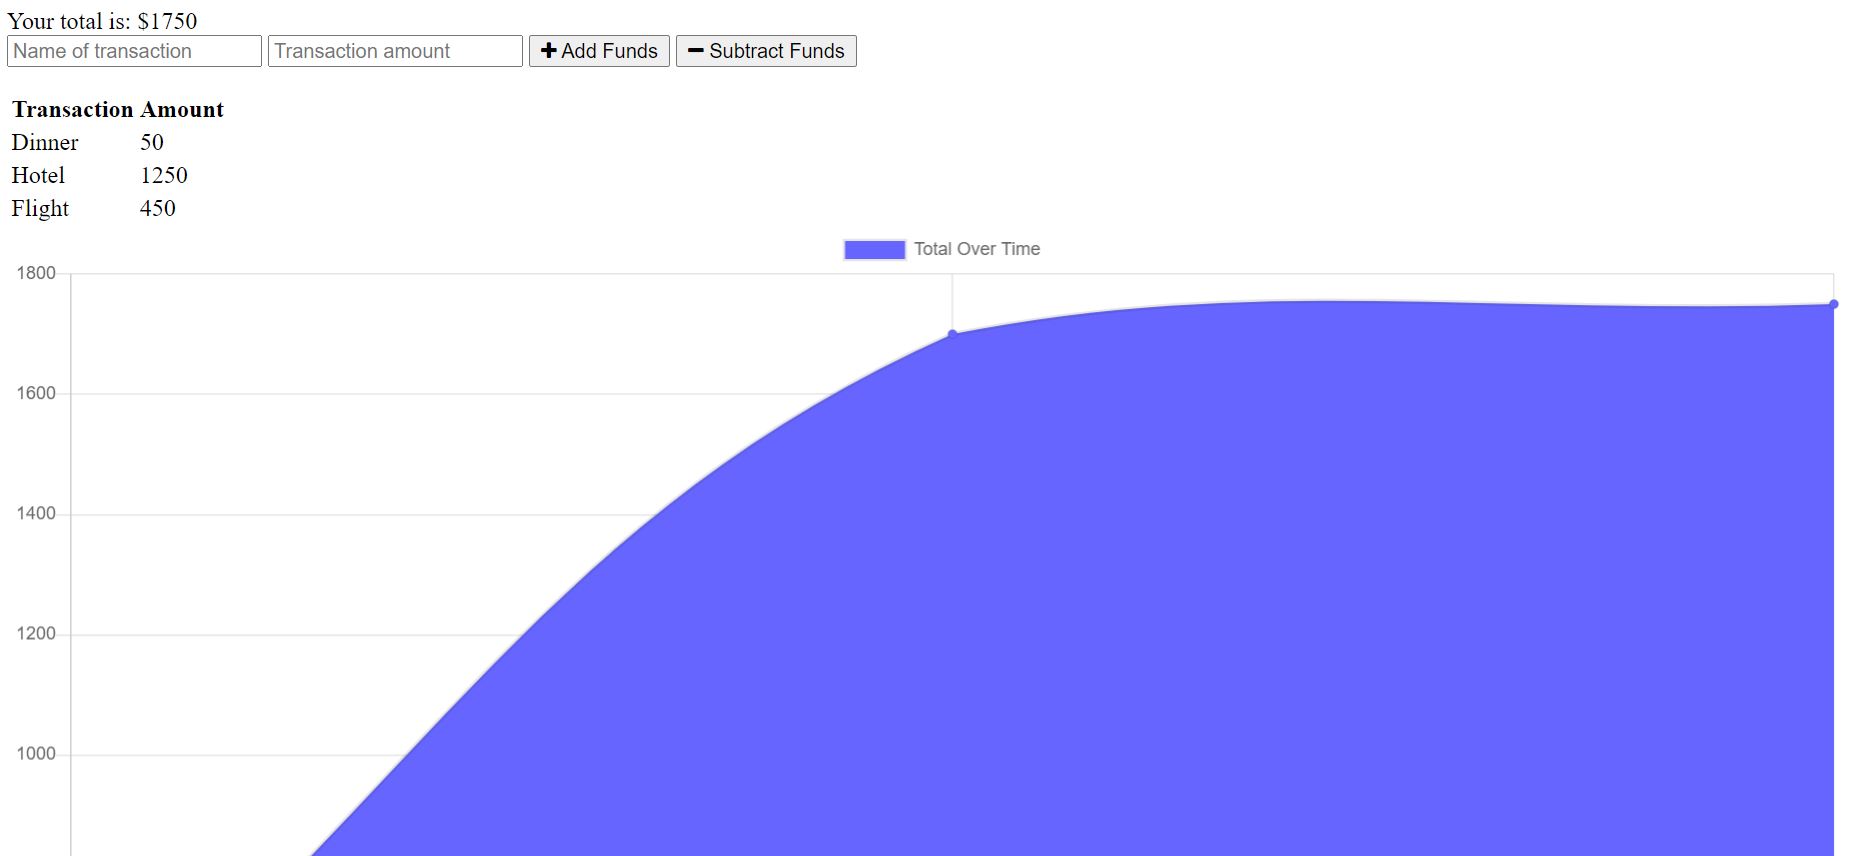 Your total is: $1750
Name of transaction Transaction amount Add Funds Subtract Funds
Transaction Amount
Dinner 50
Hotel 1250
Flight 450
Total Over Time
1800
1600
1400
1200
1000